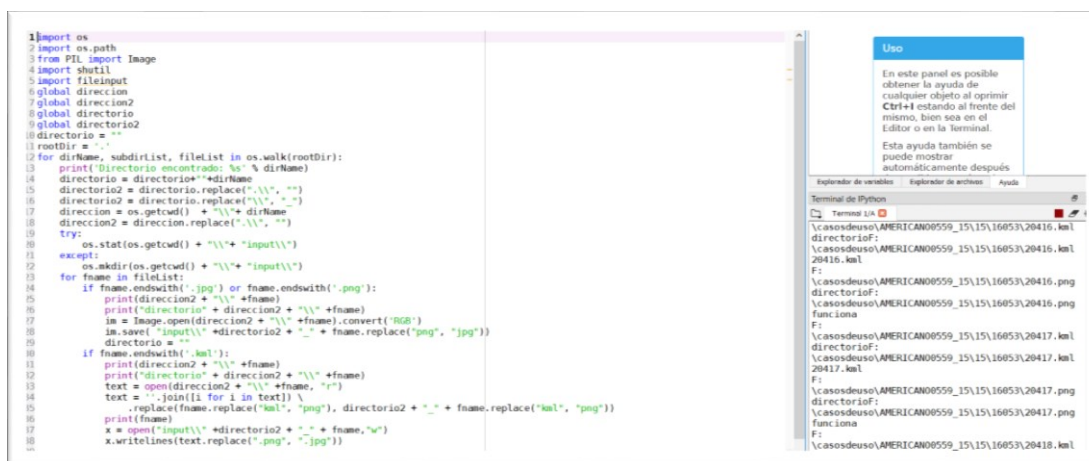 1 import os
2 import os.path
3 from PIL import Image
4 import shutil
5 import fileinput
6 global direccion
7 global direccion2
8 global directorio
9 global directorio2
10 directorio = ""
11 rootDir = '.'
12 for dirName, subdirList, fileList in os.walk(rootDir):
13     print('Directorio encontrado: %s' % dirName)
14     directorio = directorio+""+dirName
15     directorio2 = directorio.replace(".\\", "")
16     directorio2 = directorio.replace("\\", "_")
17     direccion = os.getcwd()  + "\\"+ dirName
18     direccion2 = direccion.replace(".\\", "")
19     try:
20         os.stat(os.getcwd() + "\\"+ "input\\")
21     except:
22         os.mkdir(os.getcwd() + "\\"+ "input\\")
23     for fname in fileList:
24         if fname.endswith('.jpg') or fname.endswith('.png'):
25             print(direccion2 + "\\" +fname)
26             print("directorio" + direccion2 + "\\" +fname)
27             im = Image.open(direccion2 + "\\" +fname).convert('RGB')
28             im.save( "input\\" +directorio2 + "_" + fname.replace("png", "jpg"))
29             directorio = ""
30         if fname.endswith('.kml'):
31             print(direccion2 + "\\" +fname)
32             print("directorio" + direccion2 + "\\" +fname)
33             text = open(direccion2 + "\\" +fname, "r")
34             text = ''.join([i for i in text]) \
35                 .replace(fname.replace("kml", "png"), directorio2 + "_" + fname.replace("kml", "png"))
36             print(fname)
37             x = open("input\\" +directorio2 + "_" + fname,"w")
38             x.writelines(text.replace(".png", ".jpg"))
Uso
En este panel es posible
obtener la ayuda de
cualquier objeto al oprimir
Ctrl+I estando al frente del
mismo, bien sea en el
Editor o en la Terminal.
Esta ayuda también se
puede mostrar
automáticamente después
Explorador de variables Explorador de archivos Ayuda
Terminal de IPython
Terminal 1/A
\casosdeuso\AMERICANO0559_15\15\16053\20416.kml
directorioF:
\casosdeuso\AMERICANO0559_15\15\16053\20416.kml
20416.kml
F:
\casosdeuso\AMERICANO0559_15\15\16053\20416.png
directorioF:
\casosdeuso\AMERICANO0559_15\15\16053\20416.png
funciona
F:
\casosdeuso\AMERICANO0559_15\15\16053\20417.kml
directorioF:
\casosdeuso\AMERICANO0559_15\15\16053\20417.kml
20417.kml
F:
\casosdeuso\AMERICANO0559_15\15\16053\20417.png
directorioF:
\casosdeuso\AMERICANO0559_15\15\16053\20417.png
funciona
F:
\casosdeuso\AMERICANO0559_15\15\16053\20418.kml